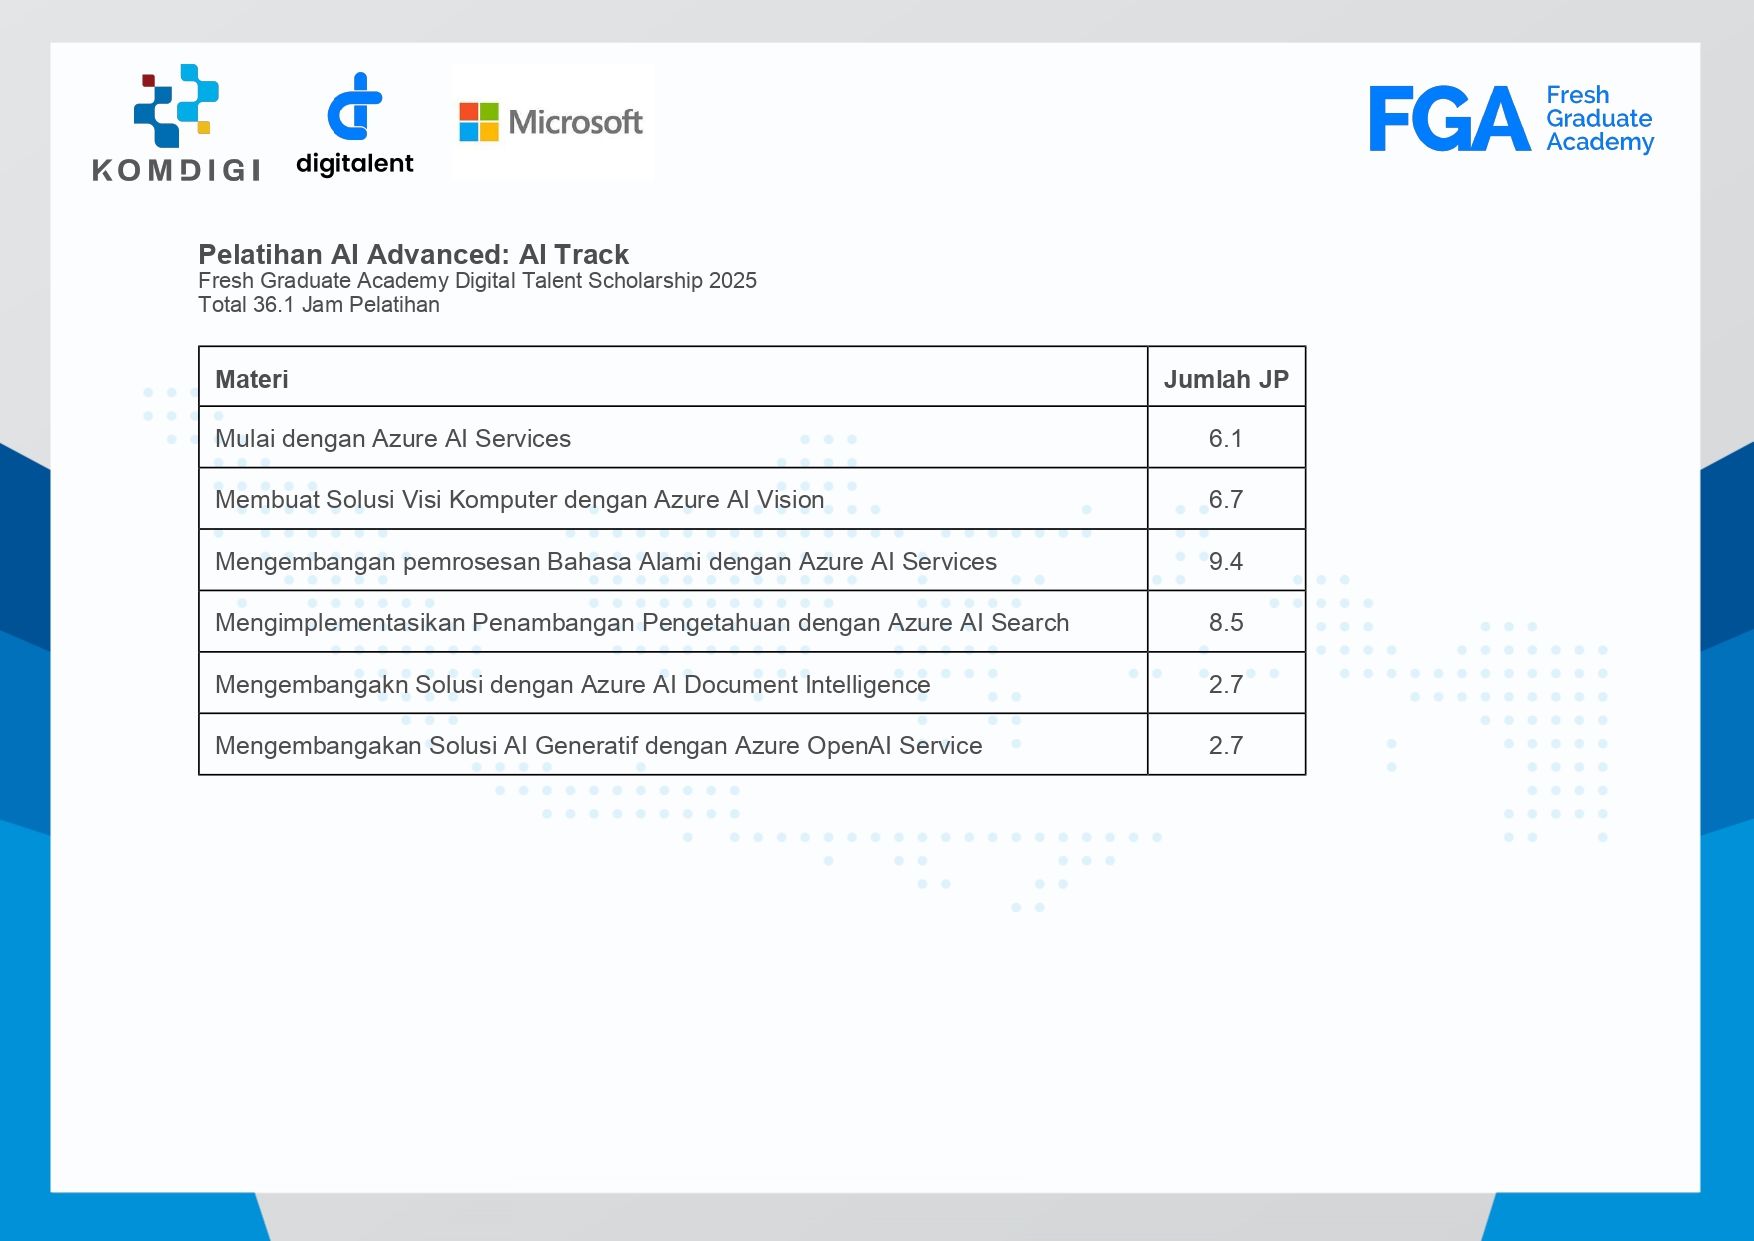 KOMDIGI
digitalent
Microsoft
FGA
Fresh
Graduate
Academy
Pelatihan AI Advanced: AI Track
Fresh Graduate Academy Digital Talent Scholarship 2025
Total 36.1 Jam Pelatihan
Materi Jumlah JP
Mulai dengan Azure AI Services 6.1
Membuat Solusi Visi Komputer dengan Azure AI Vision 6.7
Mengembangan pemrosesan Bahasa Alami dengan Azure AI Services 9.4
Mengimplementasikan Penambangan Pengetahuan dengan Azure AI Search 8.5
Mengembangakn Solusi dengan Azure AI Document Intelligence 2.7
Mengembangakan Solusi AI Generatif dengan Azure OpenAI Service 2.7